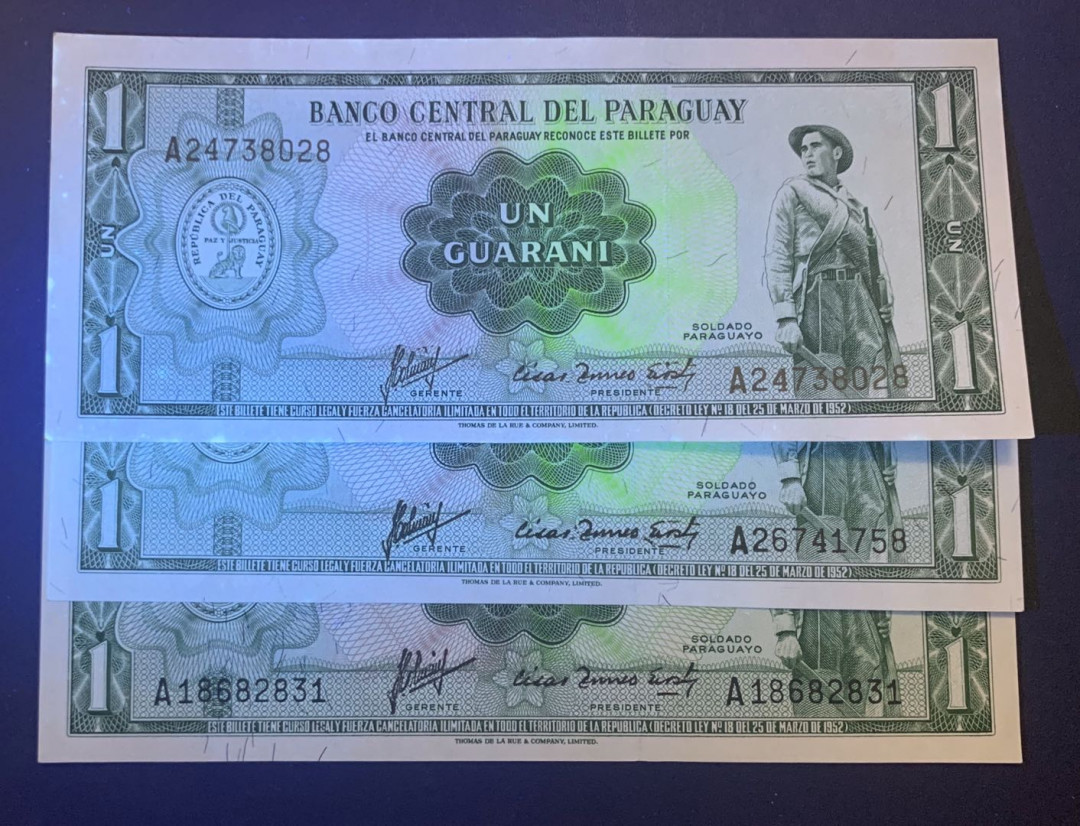 1
1
BANCO CENTRAL DEL PARAGUAY
EL BANCO CENTRAL DEL PARAGUAY RECONOCE ESTE BILLETE POR
A24738028
REPÚBLICA DEL PARAGUAY
PAZ Y JUSTICIA
UN
GUARANI
UN
UN
SOLDADO
PARAGUAYO
1
1
GERENTE
PRESIDENTE
A24738028
ESTE BILLETE TIENE CURSO LEGAL Y FUERZA CANCELATORIA ILIMITADA EN TODO EL TERRITORIO DE LA REPUBLICA (DECRETO LEY Nº 18 DEL 25 DE MARZO DE 1952)
THOMAS DE LA RUE & COMPANY, LIMITED.
SOLDADO
PARAGUAYO
1
1
GERENTE
PRESIDENTE
A26741758
ESTE BILLETE TIENE CURSO LEGAL Y FUERZA CANCELATORIA ILIMITADA EN TODO EL TERRITORIO DE LA REPUBLICA (DECRETO LEY Nº 18 DEL 25 DE MARZO DE 1952)
THOMAS DE LA RUE & COMPANY, LIMITED.
SOLDADO
PARAGUAYO
1
1
A18682831
GERENTE
PRESIDENTE
A18682831
ESTE BILLETE TIENE CURSO LEGAL Y FUERZA CANCELATORIA ILIMITADA EN TODO EL TERRITORIO DE LA REPUBLICA (DECRETO LEY Nº 18 DEL 25 DE MARZO DE 1952)
THOMAS DE LA RUE & COMPANY, LIMITED.